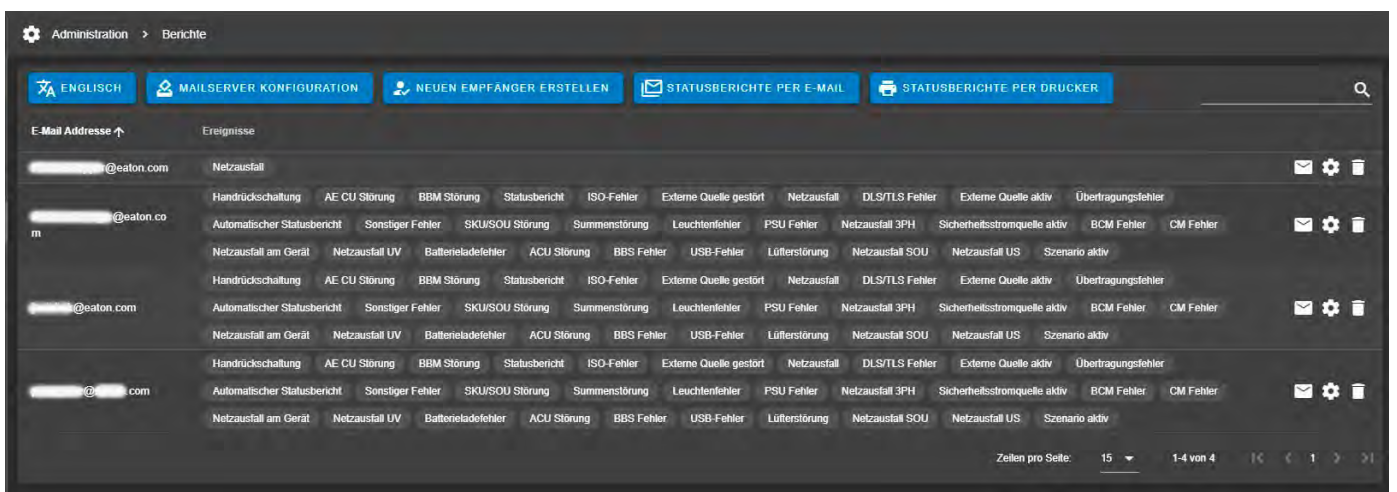 Administration > Berichte
ENGLISCH MAILSERVER KONFIGURATION NEUEN EMPFÄNGER ERSTELLEN STATUSBERICHTE PER E-MAIL STATUSBERICHTE PER DRUCKER
E-Mail Addresse Ereignisse
@eaton.com Netzausfall
Handrückschaltung AE CU Störung BBM Störung Statusbericht ISO-Fehler Externe Quelle gestört Netzausfall DLS/TLS Fehler Externe Quelle aktiv Übertragungsfehler
@eaton.co
m
Automatischer Statusbericht Sonstiger Fehler SKU/SOU Störung Summenstörung Leuchtenfehler PSU Fehler Netzausfall 3PH Sicherheitsstromquelle aktiv BCM Fehler CM Fehler
Netzausfall am Gerät Netzausfall UV Batterieladefehler ACU Störung BBS Fehler USB-Fehler Lüfterstörung Netzausfall SOU Netzausfall US Szenario aktiv
Handrückschaltung AE CU Störung BBM Störung Statusbericht ISO-Fehler Externe Quelle gestört Netzausfall DLS/TLS Fehler Externe Quelle aktiv Übertragungsfehler
@eaton.com Automatischer Statusbericht Sonstiger Fehler SKU/SOU Störung Summenstörung Leuchtenfehler PSU Fehler Netzausfall 3PH Sicherheitsstromquelle aktiv BCM Fehler CM Fehler
Netzausfall am Gerät Netzausfall UV Batterieladefehler ACU Störung BBS Fehler USB-Fehler Lüfterstörung Netzausfall SOU Netzausfall US Szenario aktiv
Handrückschaltung AE CU Störung BBM Störung Statusbericht ISO-Fehler Externe Quelle gestört Netzausfall DLS/TLS Fehler Externe Quelle aktiv Übertragungsfehler
@ .com Automatischer Statusbericht Sonstiger Fehler SKU/SOU Störung Summenstörung Leuchtenfehler PSU Fehler Netzausfall 3PH Sicherheitsstromquelle aktiv BCM Fehler CM Fehler
Netzausfall am Gerät Netzausfall UV Batterieladefehler ACU Störung BBS Fehler USB-Fehler Lüfterstörung Netzausfall SOU Netzausfall US Szenario aktiv
Zeilen pro Seite: 15 1-4 von 4 1